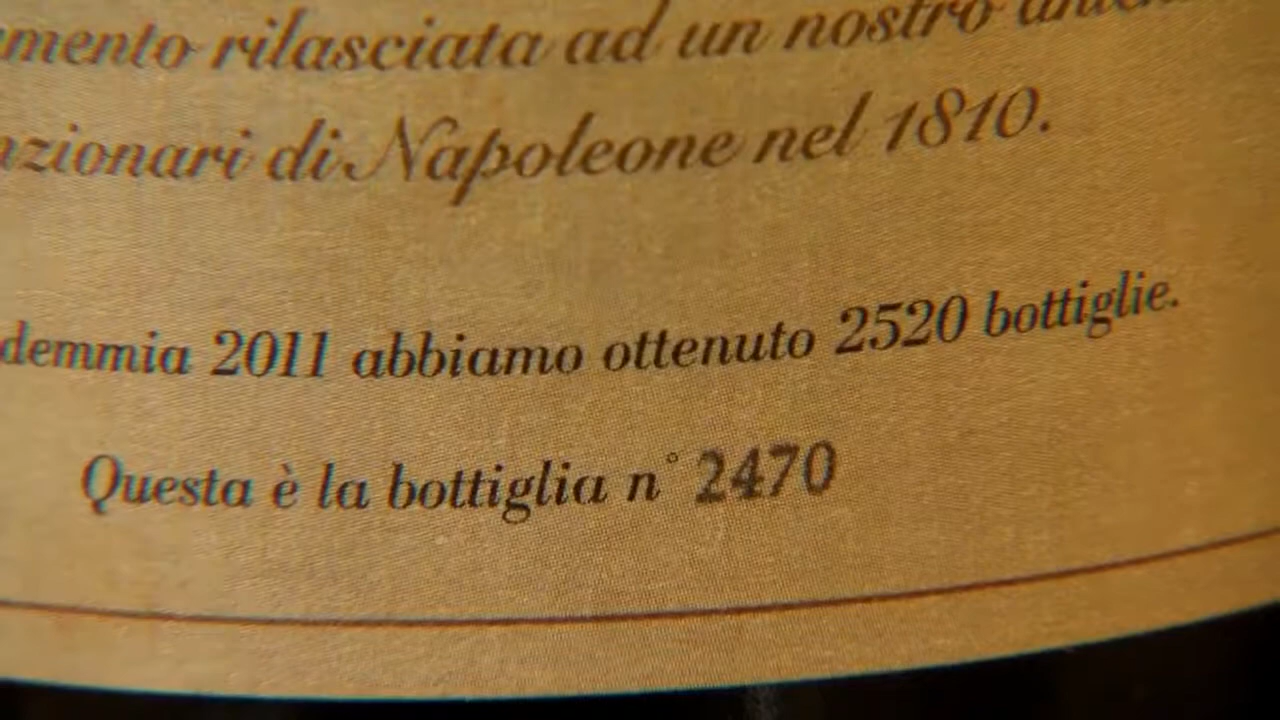 mento rilasciata ad un nostro
nzionari di Napoleone nel 1810.
demmia 2011 abbiamo ottenuto 2520 bottiglie.
Questa è la bottiglia n° 2470